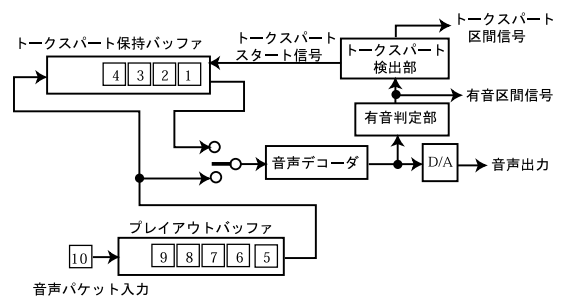 トークスパート
区間信号
トークスパート保持バッファ
トークスパート
スタート信号
トークスパート
検出部
4 3 2 1
有音区間信号
有音判定部
音声デコーダ
D/A
音声出力
プレイアウトバッファ
10
9 8 7 6 5
音声パケット入力